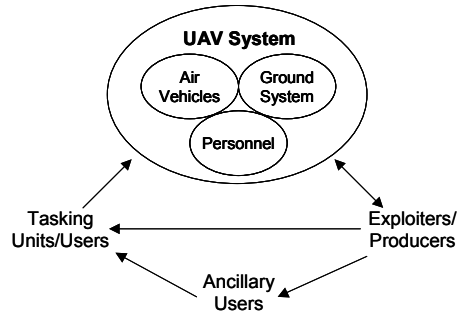 UAV System
Air
Vehicles
Ground
System
Personnel
Tasking
Units/Users
Exploiters/
Producers
Ancillary
Users